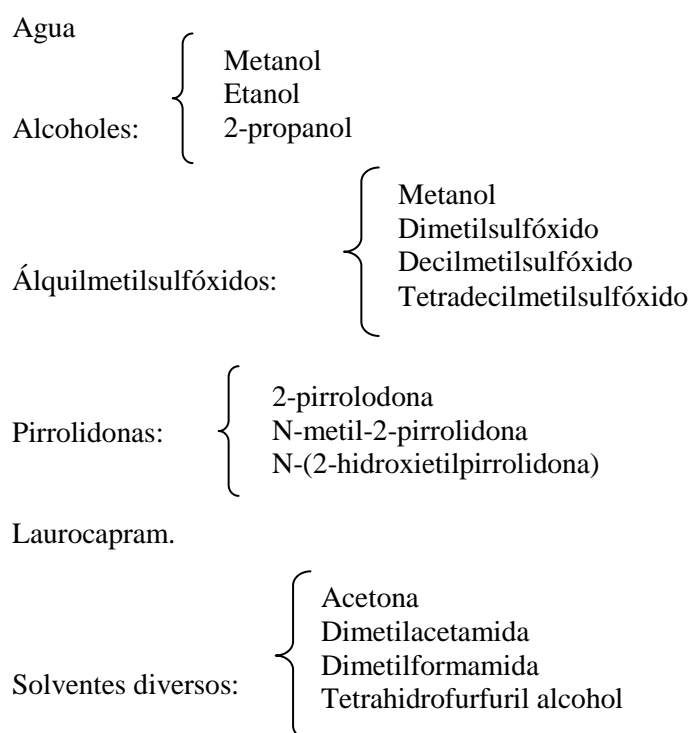 Agua
Alcoholes:
Metanol
Etanol
2-propanol
Álquilmetilsulfóxidos:
Metanol
Dimetilsulfóxido
Decilmetilsulfóxido
Tetradecilmetilsulfóxido
Pirrolidonas:
2-pirrolodona
N-metil-2-pirrolidona
N-(2-hidroxietilpirrolidona)
Laurocapram.
Solventes diversos:
Acetona
Dimetilacetamida
Dimetilformamida
Tetrahidrofurfuril alcohol